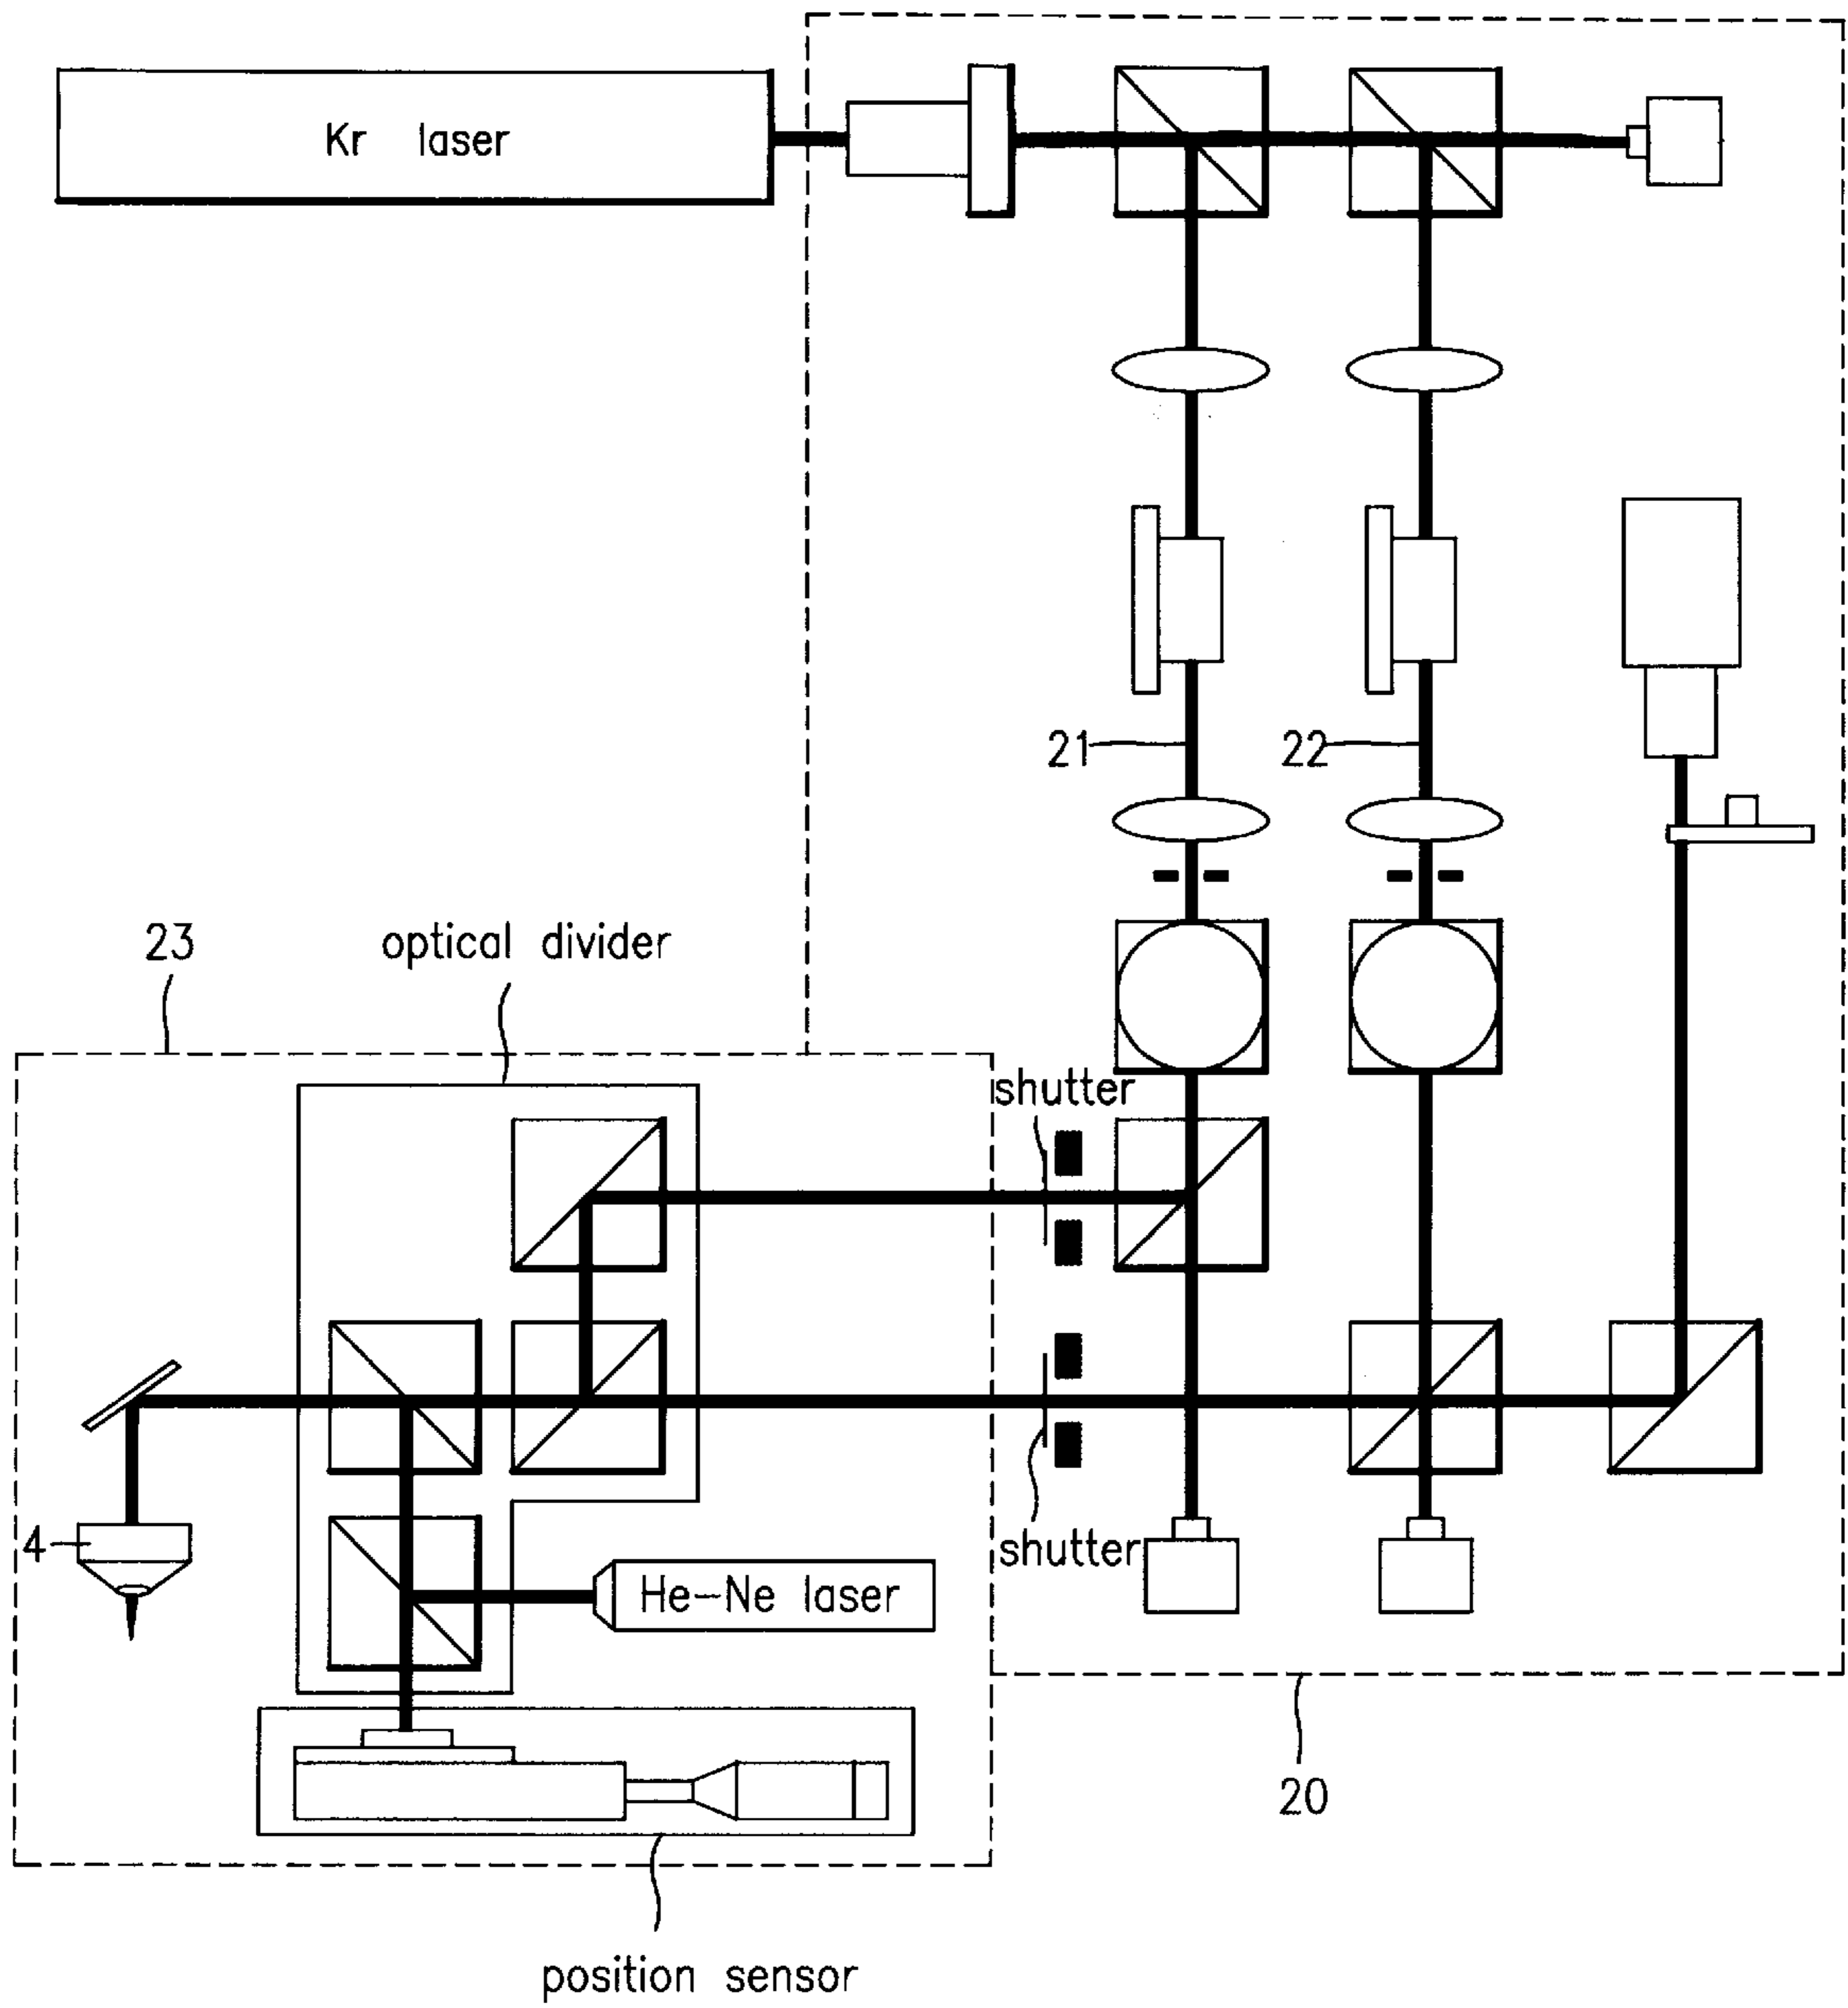 Kr laser
21
22
23
optical divider
shutter
4
shutter
He-Ne laser
20
position sensor